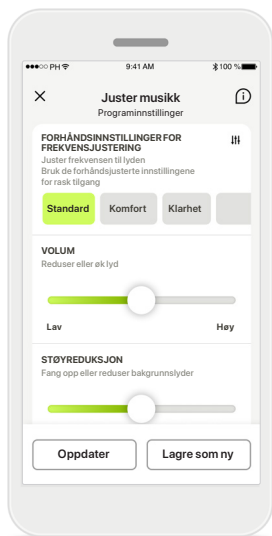 PH 9:41 AM 100 %
Juster musikk
Programinnstillinger
FORHÅNDSINNSTILLINGER FOR
FREKVENSJUSTERING
Juster frekvensen til lyden
Bruk de forhåndsjusterte innstillingene
for rask tilgang
Standard Komfort Klarhet
VOLUM
Reduser eller øk lyd
Lav Høy
STØYREDUKSJON
Fang opp eller reduser bakgrunnslyder
Oppdater Lagre som ny